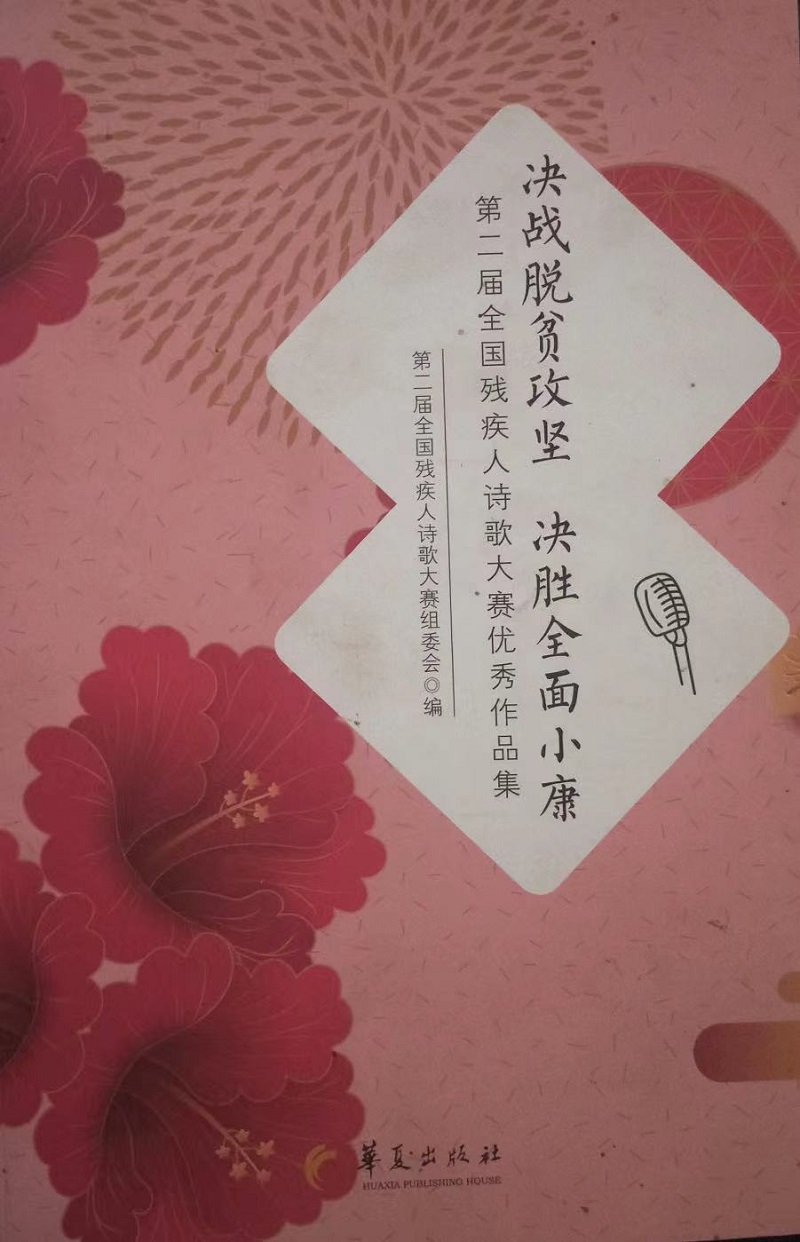 决战脱贫攻坚 决胜全面小康
第二届全国残疾人诗歌大赛优秀作品集
第二届全国残疾人诗歌大赛组委会◎编
華夏出版社
HUAXIA PUBLISHING HOUSE